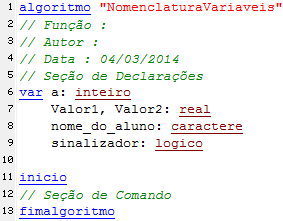 1 algoritmo "NomenclaturaVariaveis"
2 // Função :
3 // Autor :
4 // Data : 04/03/2014
5 // Seção de Declarações
6 var a: inteiro
7 Valor1, Valor2: real
8 nome_do_aluno: caractere
9 sinalizador: logico
10
11 inicio
12 // Seção de Comando
13 fimalgoritmo